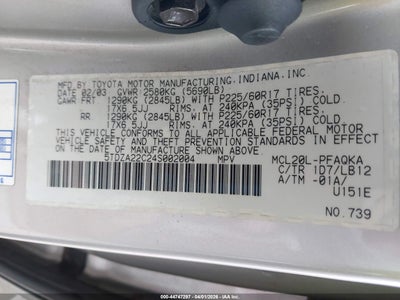 MFD. BY TOYOTA MOTOR MANUFACTURING, INDIANA, INC.
DATE 02/03 GVWR 2580KG (5690LB)
GAWR FRT 1290KG (2845LB) WITH P225/60R17 TIRES,
17X6.5JJ RIMS, AT 240KPA (35PSI) COLD
RR 1290KG (2845LB) WITH P225/60R17 TIRES,
17X6.5JJ RIMS, AT 240KPA (35PSI) COLD
THIS VEHICLE CONFORMS TO ALL APPLICABLE FEDERAL MOTOR
VEHICLE SAFETY AND BUMPER STANDARDS IN EFFECT ON THE
DATE OF MANUFACTURE SHOWN ABOVE.
5TDZA22C24S002004 MPV MCL20L-PFAQKA
C/TR 1D7/LB12
A/TM -01A/
U151E
NO.739
IAA Stock #: 44747297 - 04/01/2026 -